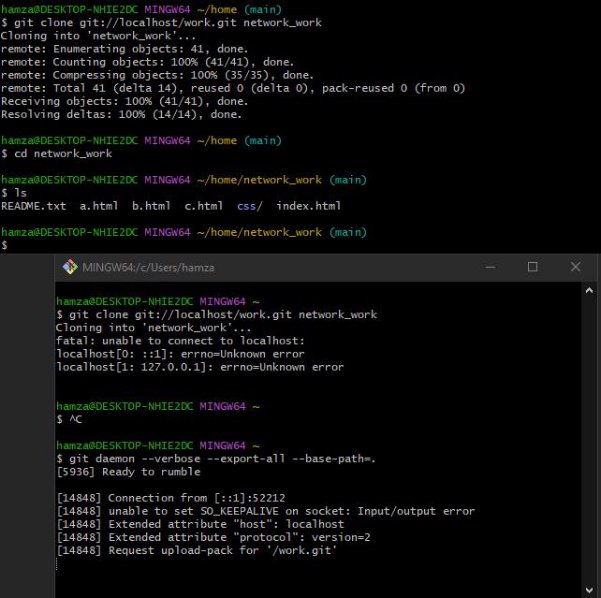 hamza@DESKTOP-NHIE2DC MINGW64 ~/home (main)
$ git clone git://localhost/work.git network_work
Cloning into 'network_work'...
remote: Enumerating objects: 41, done.
remote: Counting objects: 100% (41/41), done.
remote: Compressing objects: 100% (35/35), done.
remote: Total 41 (delta 14), reused 0 (delta 0), pack-reused 0 (from 0)
Receiving objects: 100% (41/41), done.
Resolving deltas: 100% (14/14), done.
hamza@DESKTOP-NHIE2DC MINGW64 ~/home (main)
$ cd network_work
hamza@DESKTOP-NHIE2DC MINGW64 ~/home/network_work (main)
$ ls
README.txt  a.html  b.html  c.html  css/  index.html
hamza@DESKTOP-NHIE2DC MINGW64 ~/home/network_work (main)
$
MINGW64:/c/Users/hamza
hamza@DESKTOP-NHIE2DC MINGW64 ~
$ git clone git://localhost/work.git network_work
Cloning into 'network_work'...
fatal: unable to connect to localhost:
localhost[0: ::1]: errno=Unknown error
localhost[1: 127.0.0.1]: errno=Unknown error
hamza@DESKTOP-NHIE2DC MINGW64 ~
$ ^C
hamza@DESKTOP-NHIE2DC MINGW64 ~
$ git daemon --verbose --export-all --base-path=.
[5936] Ready to rumble
[14848] Connection from [::1]:52212
[14848] unable to set SO_KEEPALIVE on socket: Input/output error
[14848] Extended attribute "host": localhost
[14848] Extended attribute "protocol": version=2
[14848] Request upload-pack for '/work.git'